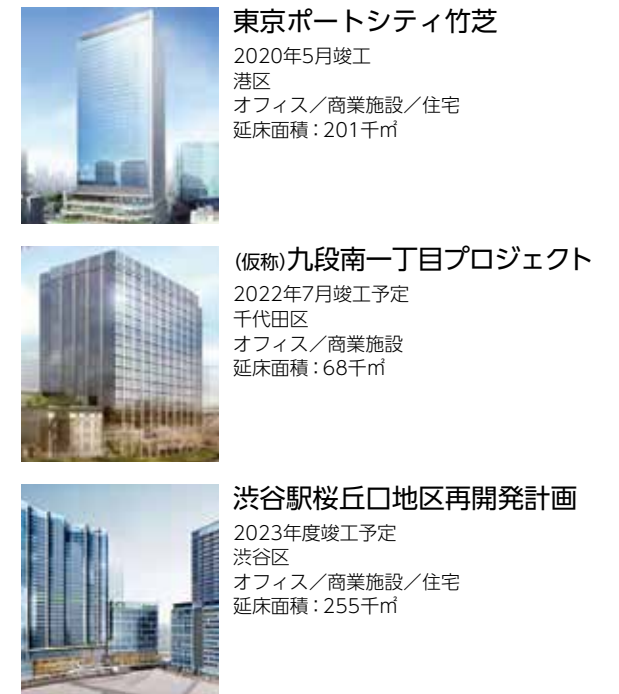 東京ポートシティ竹芝
2020年5月竣工
港区
オフィス／商業施設／住宅
延床面積：201千㎡
(仮称)九段南一丁目プロジェクト
2022年7月竣工予定
千代田区
オフィス／商業施設
延床面積：68千㎡
渋谷駅桜丘口地区再開発計画
2023年度竣工予定
渋谷区
オフィス／商業施設／住宅
延床面積：255千㎡